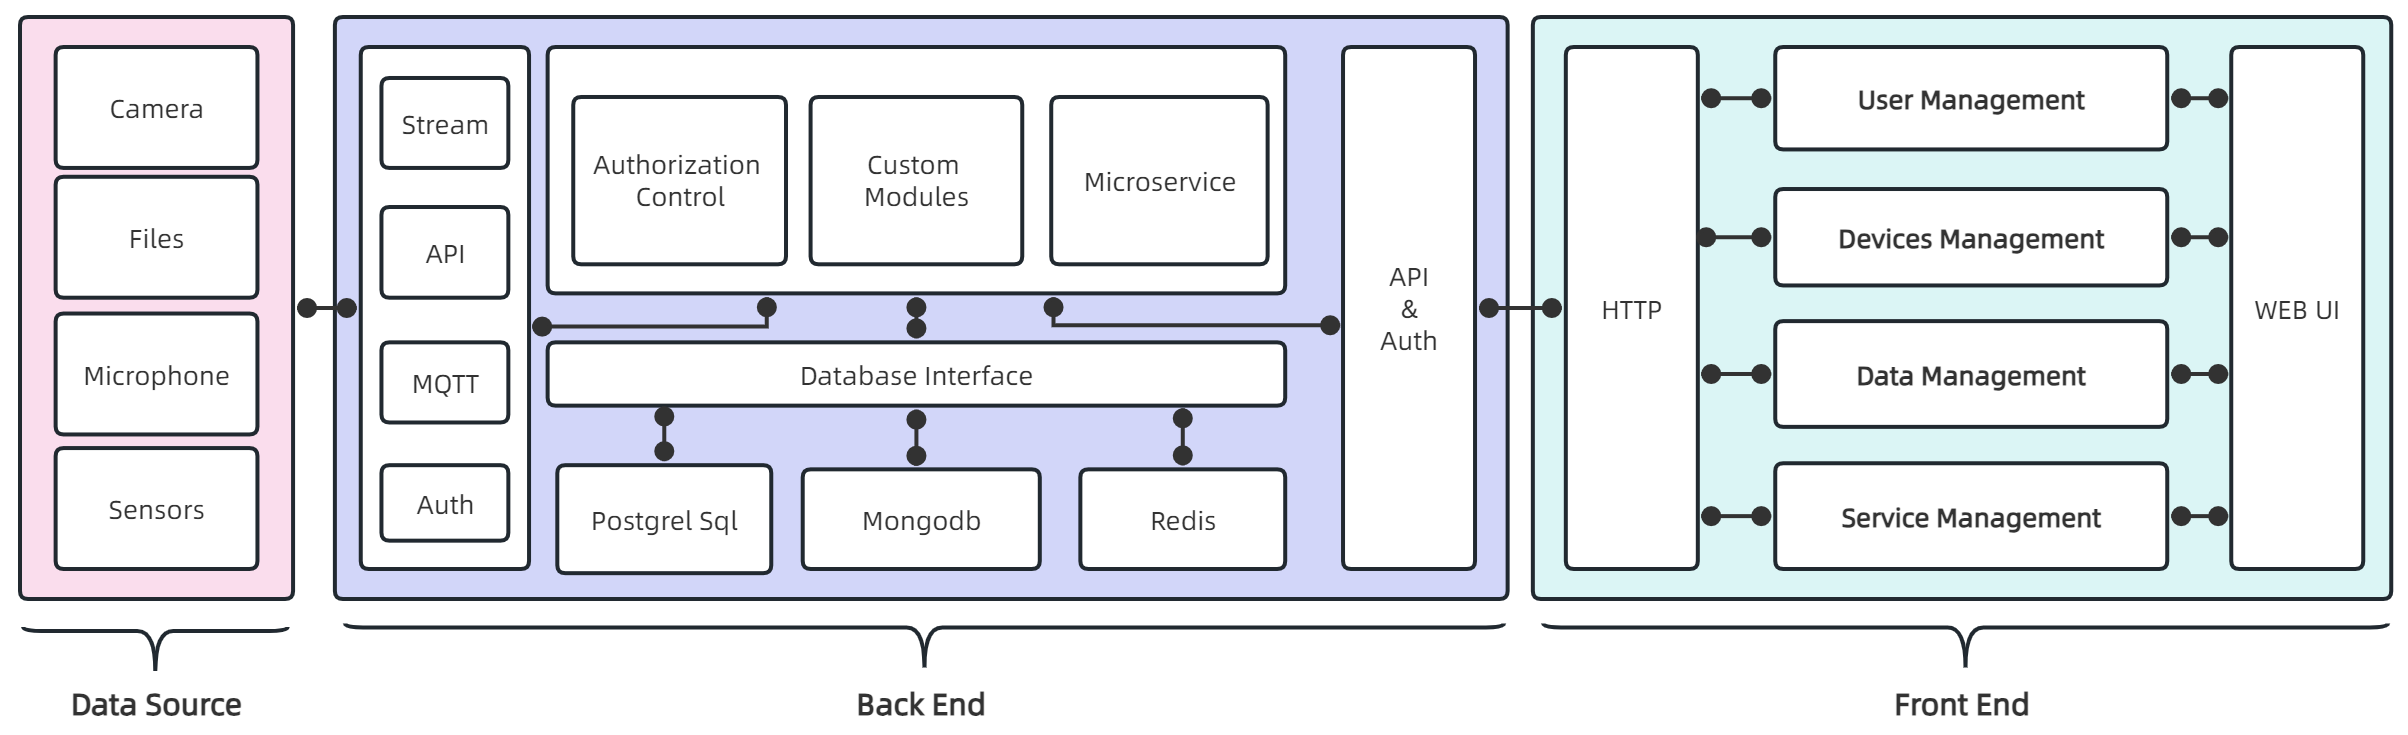 Camera
Files
Microphone
Sensors
Data Source
Stream
API
MQTT
Auth
Authorization
Control
Custom
Modules
Microservice
Database Interface
Postgrel Sql
Mongodb
Redis
API
&
Auth
Back End
HTTP
User Management
Devices Management
Data Management
Service Management
WEB UI
Front End